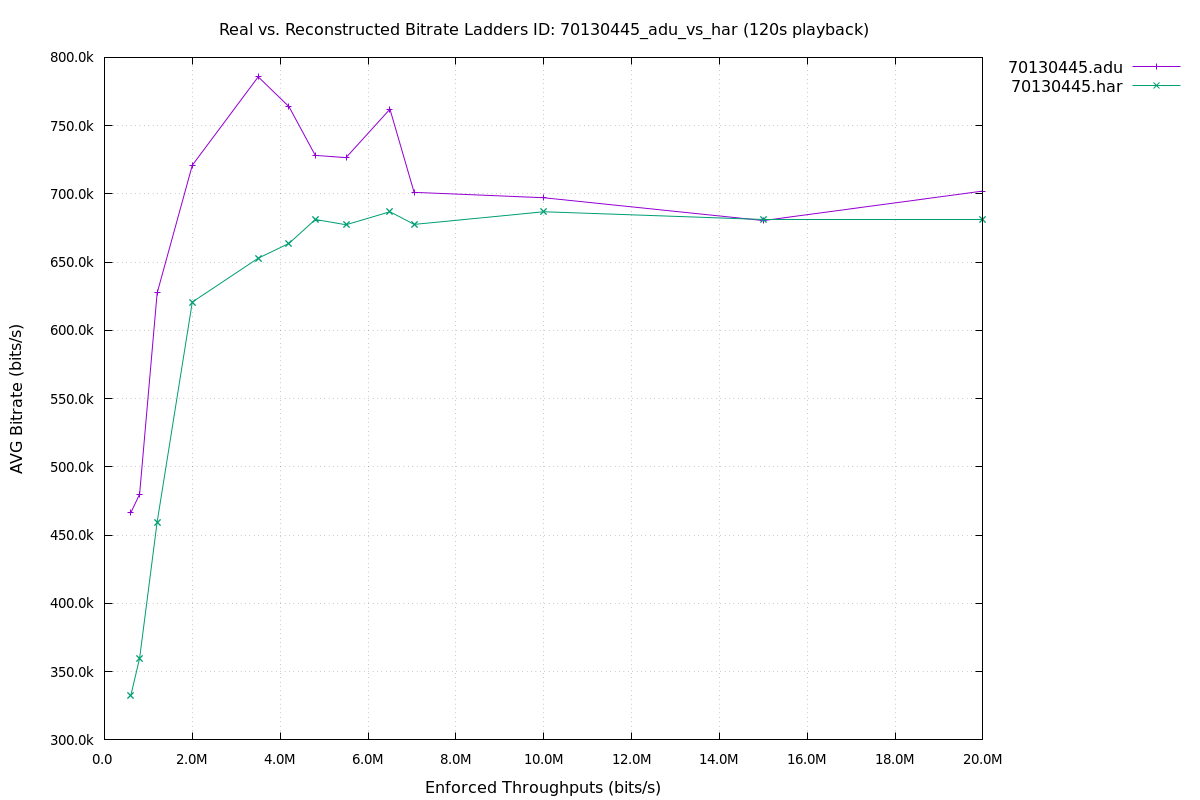 Real vs. Reconstructed Bitrate Ladders ID: 70130445_adu_vs_har (120s playback)
70130445.adu
70130445.har
AVG Bitrate (bits/s)
800.0k
750.0k
700.0k
650.0k
600.0k
550.0k
500.0k
450.0k
400.0k
350.0k
300.0k
0.0 2.0M 4.0M 6.0M 8.0M 10.0M 12.0M 14.0M 16.0M 18.0M 20.0M
Enforced Throughputs (bits/s)